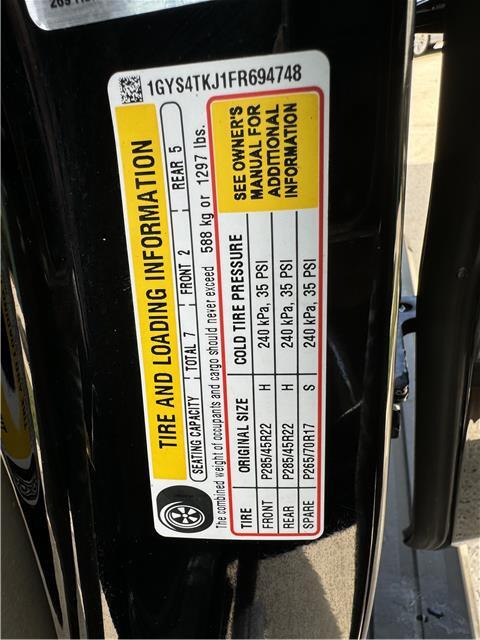 1GYS4TKJ1FR694748
TIRE AND LOADING INFORMATION
SEATING CAPACITY TOTAL 7 FRONT 2 REAR 5
The combined weight of occupants and cargo should never exceed 588 kg or 1297 lbs.
TIRE ORIGINAL SIZE COLD TIRE PRESSURE
FRONT P285/45R22 H 240 kPa, 35 PSI
REAR P285/45R22 H 240 kPa, 35 PSI
SPARE P265/70R17 S 240 kPa, 35 PSI
SEE OWNER'S
MANUAL FOR
ADDITIONAL
INFORMATION